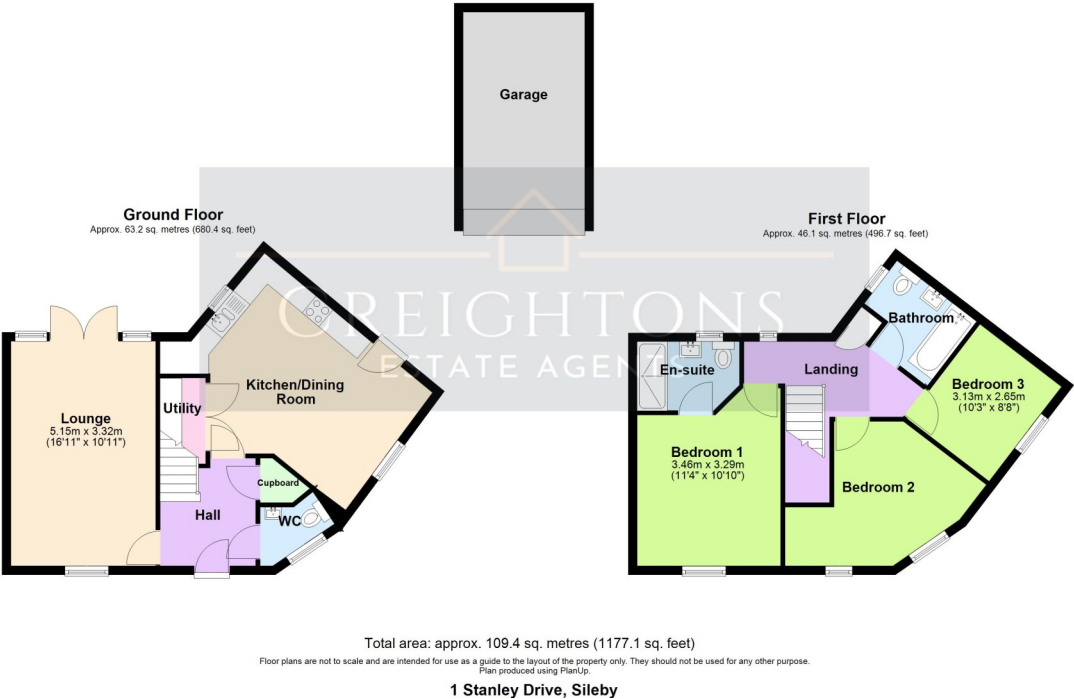 Garage
Ground Floor
Approx. 63.2 sq. metres (680.4 sq. feet)
First Floor
Approx. 46.1 sq. metres (496.7 sq. feet)
CREIGHTONS
ESTATE AGENTS
Lounge
5.15m x 3.32m
(16'11" x 10'11")
Utility
Kitchen/Dining
Room
Cupboard
Hall
WC
En-suite
Landing
Bathroom
Bedroom 3
3.13m x 2.65m
(10'3" x 8'8")
Bedroom 1
3.46m x 3.29m
(11'4" x 10'10")
Bedroom 2
Total area: approx. 109.4 sq. metres (1177.1 sq. feet)
Floor plans are not to scale and are intended for use as a guide to the layout of the property only. They should not be used for any other purpose.
Plan produced using PlanUp.
1 Stanley Drive, Sileby